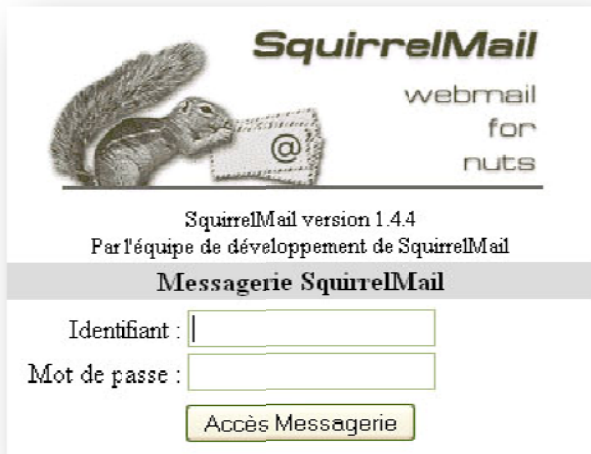 SquirrelMail
webmail
for
nuts
@
SquirrelMail version 1.4.4
Par l'équipe de développement de SquirrelMail
Messagerie SquirrelMail
Identifiant :
Mot de passe :
Accès Messagerie